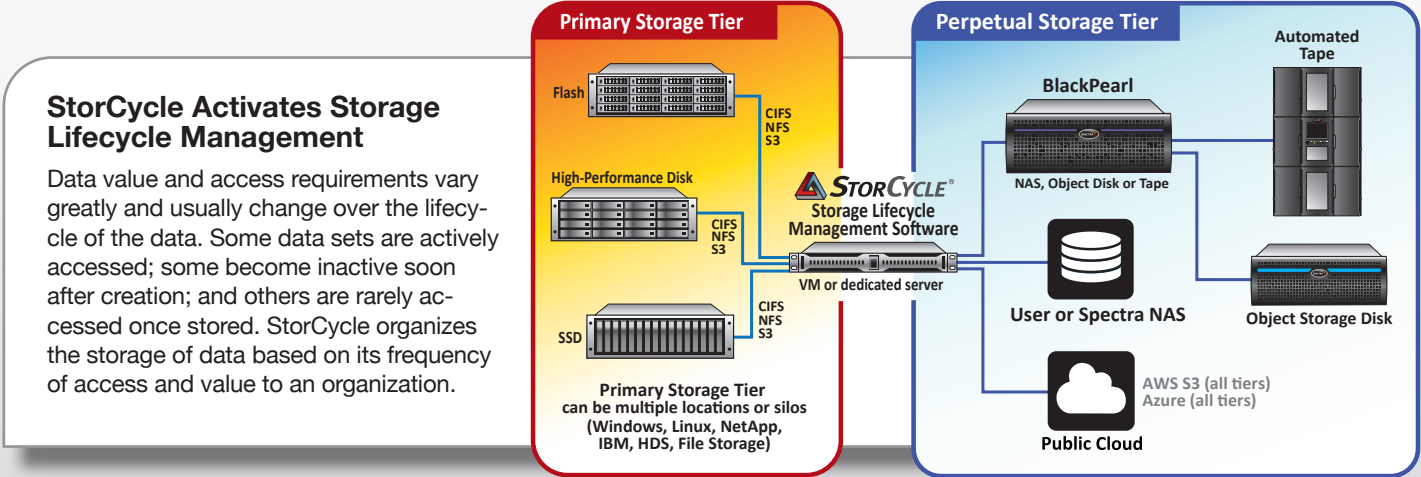 StorCycle Activates Storage
Lifecycle Management
Data value and access requirements vary
greatly and usually change over the lifecy-
cle of the data. Some data sets are actively
accessed; some become inactive soon
after creation; and others are rarely ac-
cessed once stored. StorCycle organizes
the storage of data based on its frequency
of access and value to an organization.
Primary Storage Tier
Flash
CIFS
NFS
S3
High-Performance Disk
CIFS
NFS
S3
SSD
CIFS
NFS
S3
Primary Storage Tier
can be multiple locations or silos
(Windows, Linux, NetApp,
IBM, HDS, File Storage)
STORCYCLE®
Storage Lifecycle
Management Software
VM or dedicated server
Perpetual Storage Tier
BlackPearl
NAS, Object Disk or Tape
Automated
Tape
User or Spectra NAS
Object Storage Disk
AWS S3 (all tiers)
Azure (all tiers)
Public Cloud